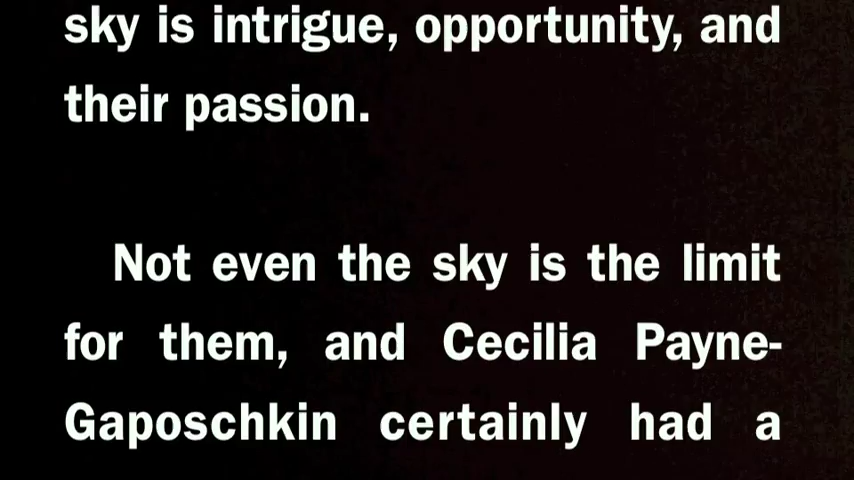 sky is intrigue, opportunity, and
their passion.
Not even the sky is the limit
for them, and Cecilia Payne-
Gaposchkin certainly had a